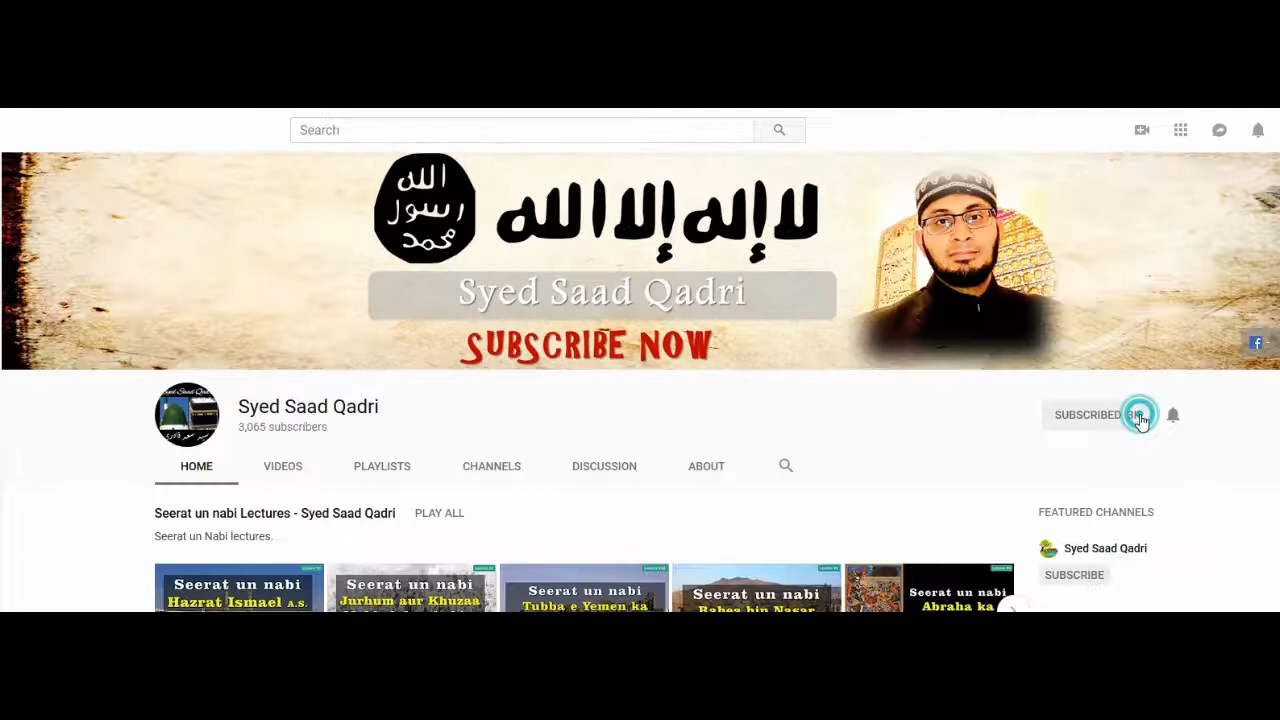 Search
الله
رسول
محمد
لا إله إلا الله
Syed Saad Qadri
SUBSCRIBE NOW
Syed Saad Qadri
3,065 subscribers
SUBSCRIBED
HOME
VIDEOS
PLAYLISTS
CHANNELS
DISCUSSION
ABOUT
Seerat un nabi Lectures - Syed Saad Qadri
PLAY ALL
Seerat un Nabi lectures.
FEATURED CHANNELS
Syed Saad Qadri
SUBSCRIBE
Seerat un nabi
Hazrat Ismael A.S.
Seerat un nabi
Jurhum aur Khuzaa
Seerat un nabi
Tubba e Yemen ka
Seerat un nabi
Rabea bin Nasar
Seerat un nabi
Abraha ka